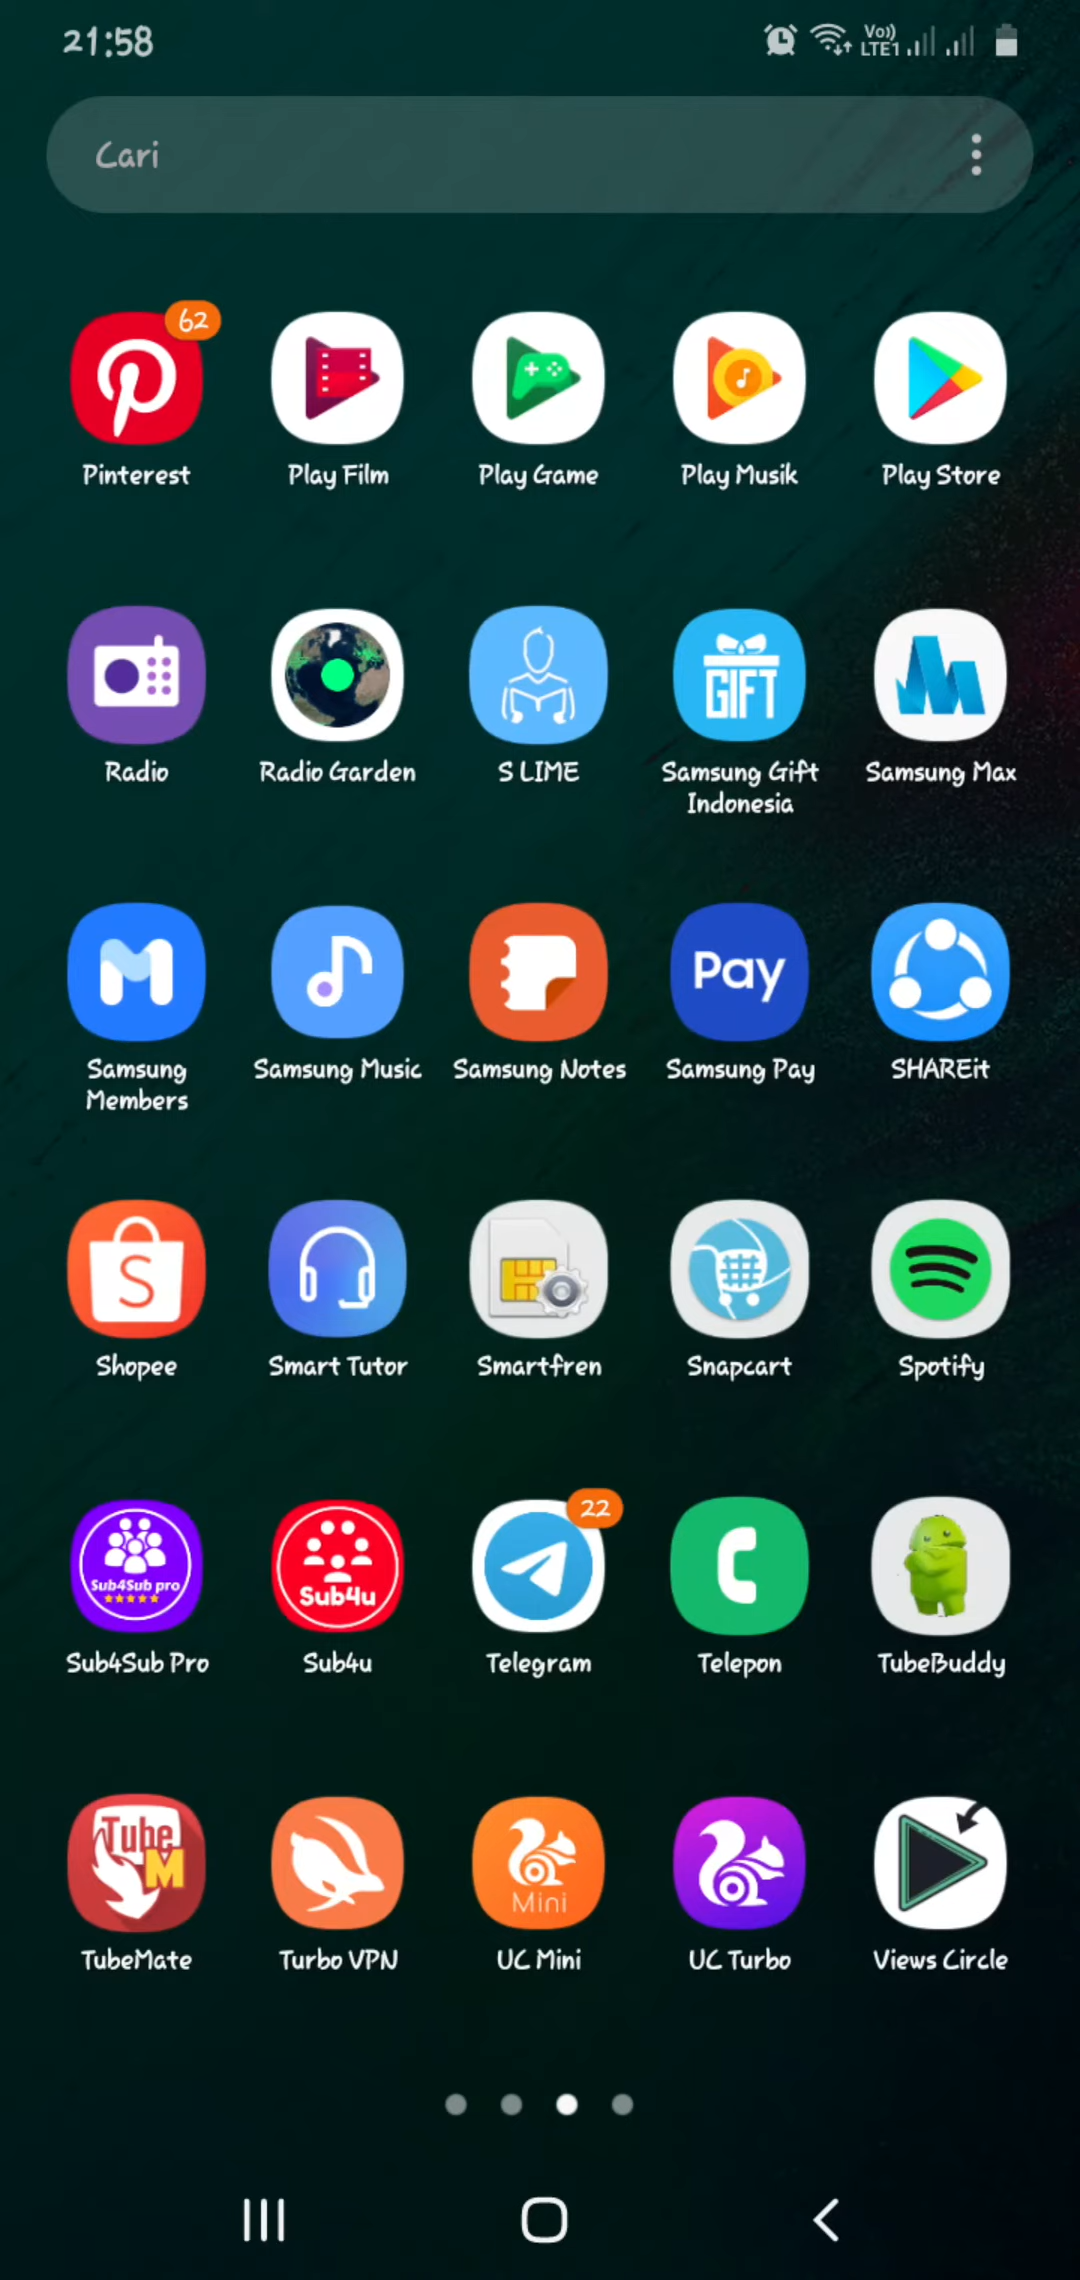 21:58
Vo))
LTE1
Cari
62
Pinterest
Play Film
Play Game
Play Musik
Play Store
GIFT
Radio
Radio Garden
S LIME
Samsung Gift
Indonesia
Samsung Max
Pay
Samsung
Members
Samsung Music
Samsung Notes
Samsung Pay
SHAREit
S
Shopee
Smart Tutor
Smartfren
Snapcart
Spotify
Sub4Sub pro
Sub4u
22
Sub4Sub Pro
Sub4u
Telegram
Telepon
TubeBuddy
Tube
M
Mini
TubeMate
Turbo VPN
UC Mini
UC Turbo
Views Circle